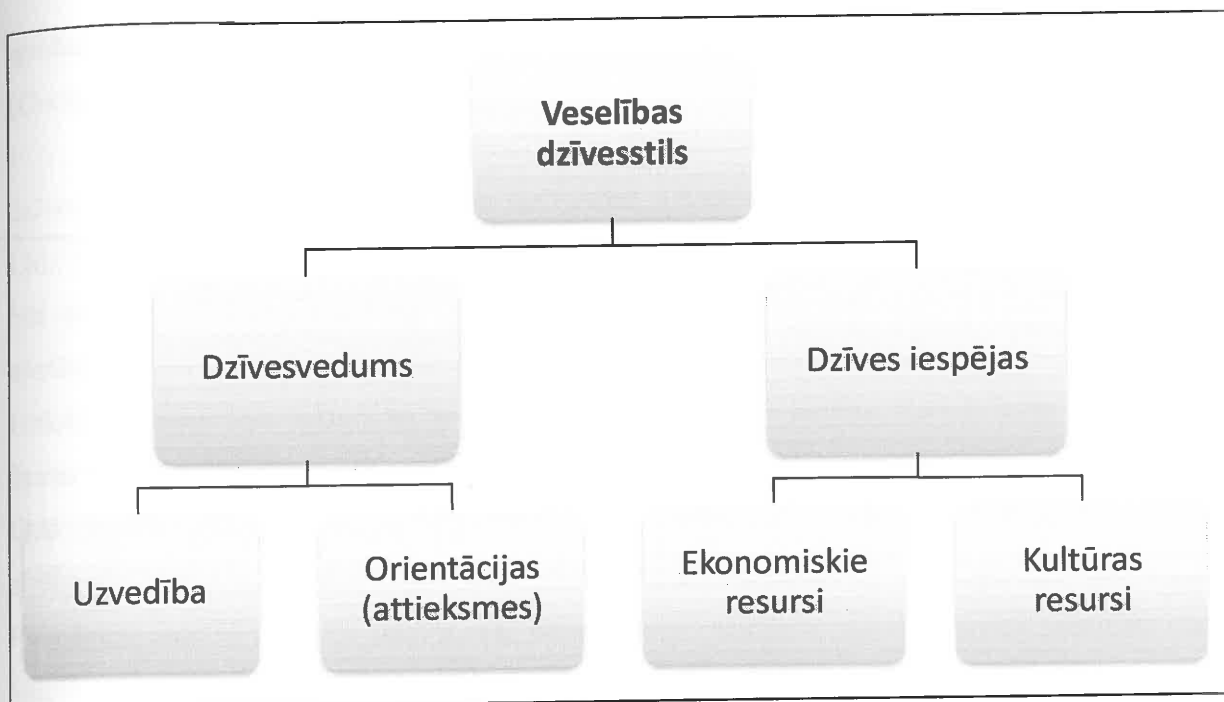 Veselības
dzīvesstils
Dzīvesvedums
Dzīves iespējas
Uzvedība
Orientācijas
(attieksmes)
Ekonomiskie
resursi
Kultūras
resursi